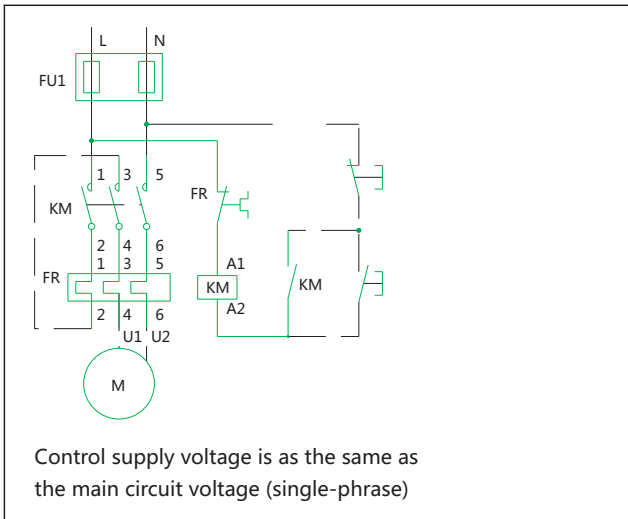 L N
FU1
1 3 5
KM
FR
2 4 6
1 3 5
FR
A1
KM
KM
A2
2 4 6
U1 U2
M
Control supply voltage is as the same as
the main circuit voltage (single-phrase)